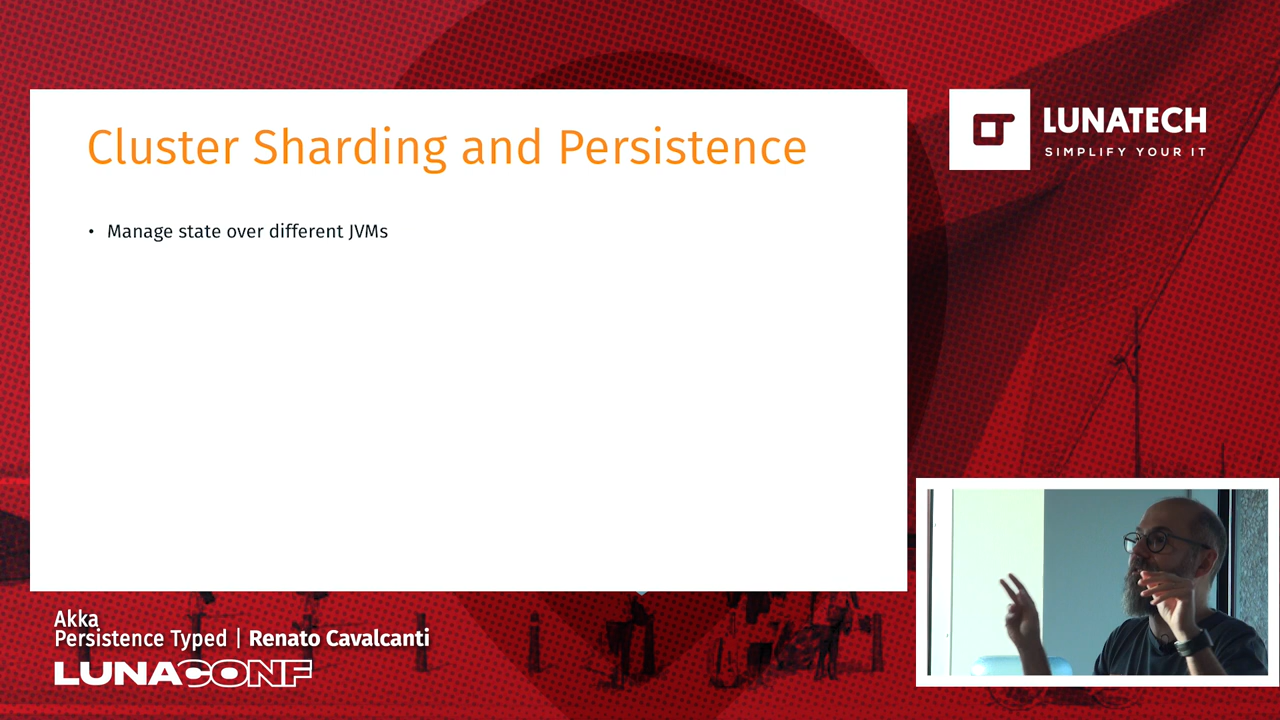 Cluster Sharding and Persistence
• Manage state over different JVMs
LUNATECH
SIMPLIFY YOUR IT
Akka
Persistence Typed | Renato Cavalcanti
LUNACONF